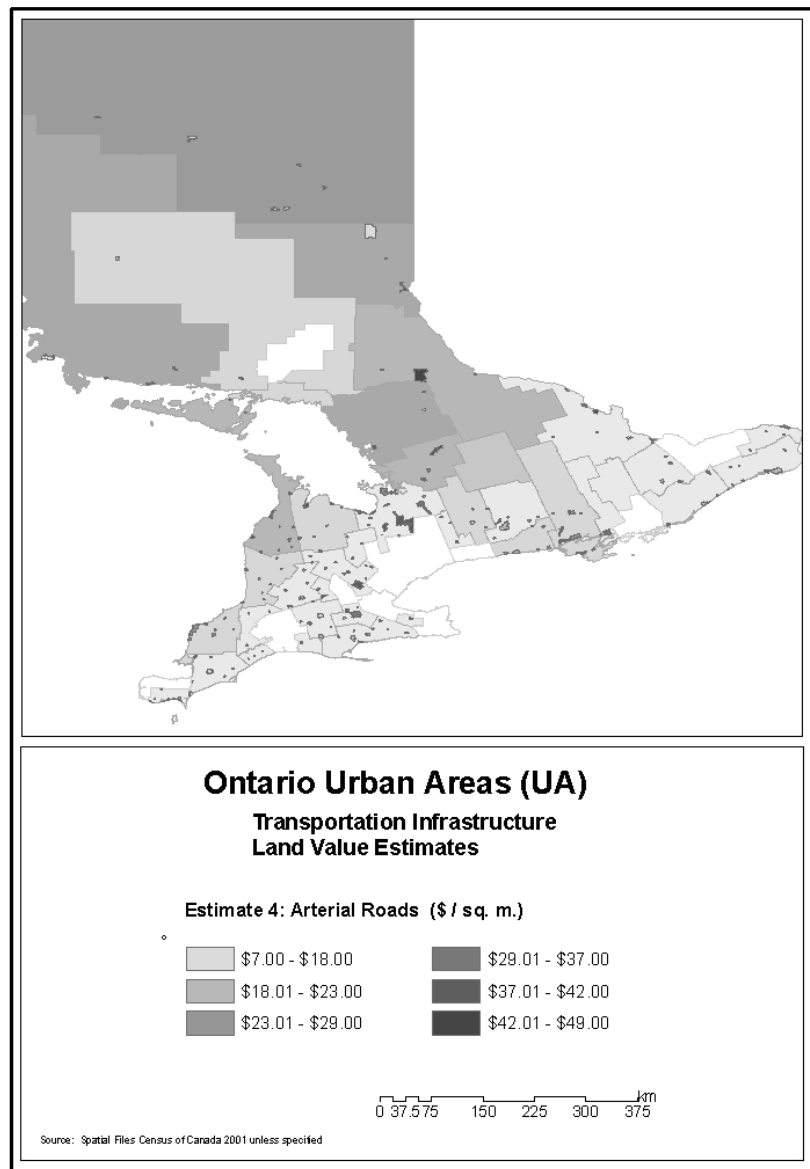 Ontario Urban Areas (UA)
Transportation Infrastructure
Land Value Estimates
Estimate 4: Arterial Roads ($ / sq. m.)
$7.00 - $18.00
$18.01 - $23.00
$23.01 - $29.00
$29.01 - $37.00
$37.01 - $42.00
$42.01 - $49.00
km
0 37.575 150 225 300 375
Source: Spatial Files Census of Canada 2001 unless specified